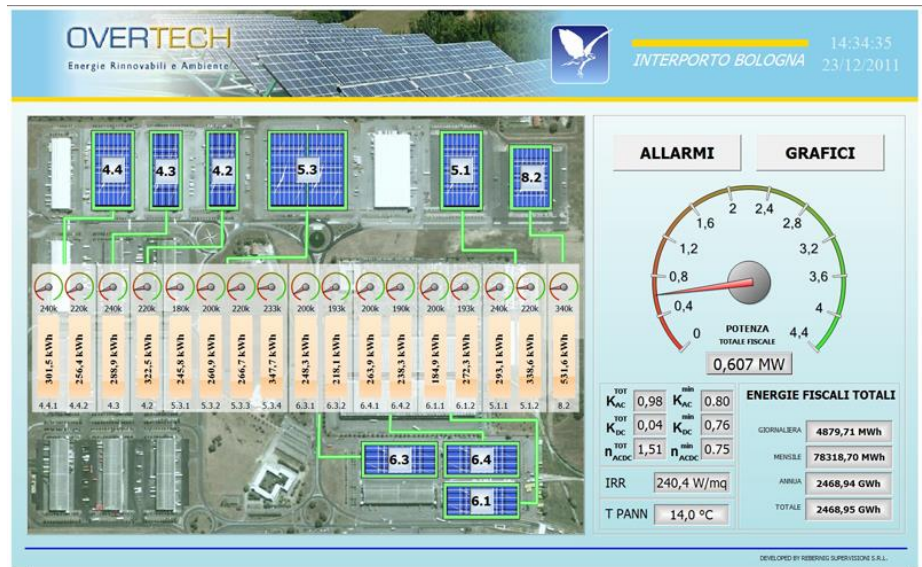 OVERTECH
Energie Rinnovabili e Ambiente
INTERPORTO BOLOGNA
14:34:35
23/12/2011
4.4
4.3
4.2
5.3
5.1
8.2
240k 220k 240k 220k 180k 200k 220k 233k 200k 193k 200k 190k 200k 193k 240k 220k 340k
301,5 kWh
256,4 kWh
288,9 kWh
322,5 kWh
245,8 kWh
260,9 kWh
266,7 kWh
347,7 kWh
248,3 kWh
218,1 kWh
263,9 kWh
238,3 kWh
184,9 kWh
272,3 kWh
293,1 kWh
338,6 kWh
531,6 kWh
4.4.1 4.4.2 4.3 4.2 5.3.1 5.3.2 5.3.3 5.3.4 6.3.1 6.3.2 6.4.1 6.4.2 6.1.1 6.1.2 5.1.1 5.1.2 8.2
6.3
6.4
6.1
ALLARMI
GRAFICI
0
0,4
0,8
1,2
1,6
2
2,4
2,8
3,2
3,6
4
4,4
POTENZA
TOTALE FISCALE
0,607 MW
K TOT AC 0,98 K min AC 0.80
K TOT DC 0,04 K min DC 0,76
n TOT ACDC 1,51 n min ACDC 0.75
IRR 240,4 W/mq
T PANN 14,0 °C
ENERGIE FISCALI TOTALI
GIORNALIERA 4879,71 MWh
MENSILE 78318,70 MWh
ANNUA 2468,94 GWh
TOTALE 2468,95 GWh
DEVELOPED BY REBERNIG SUPERVISIONI S.R.L.